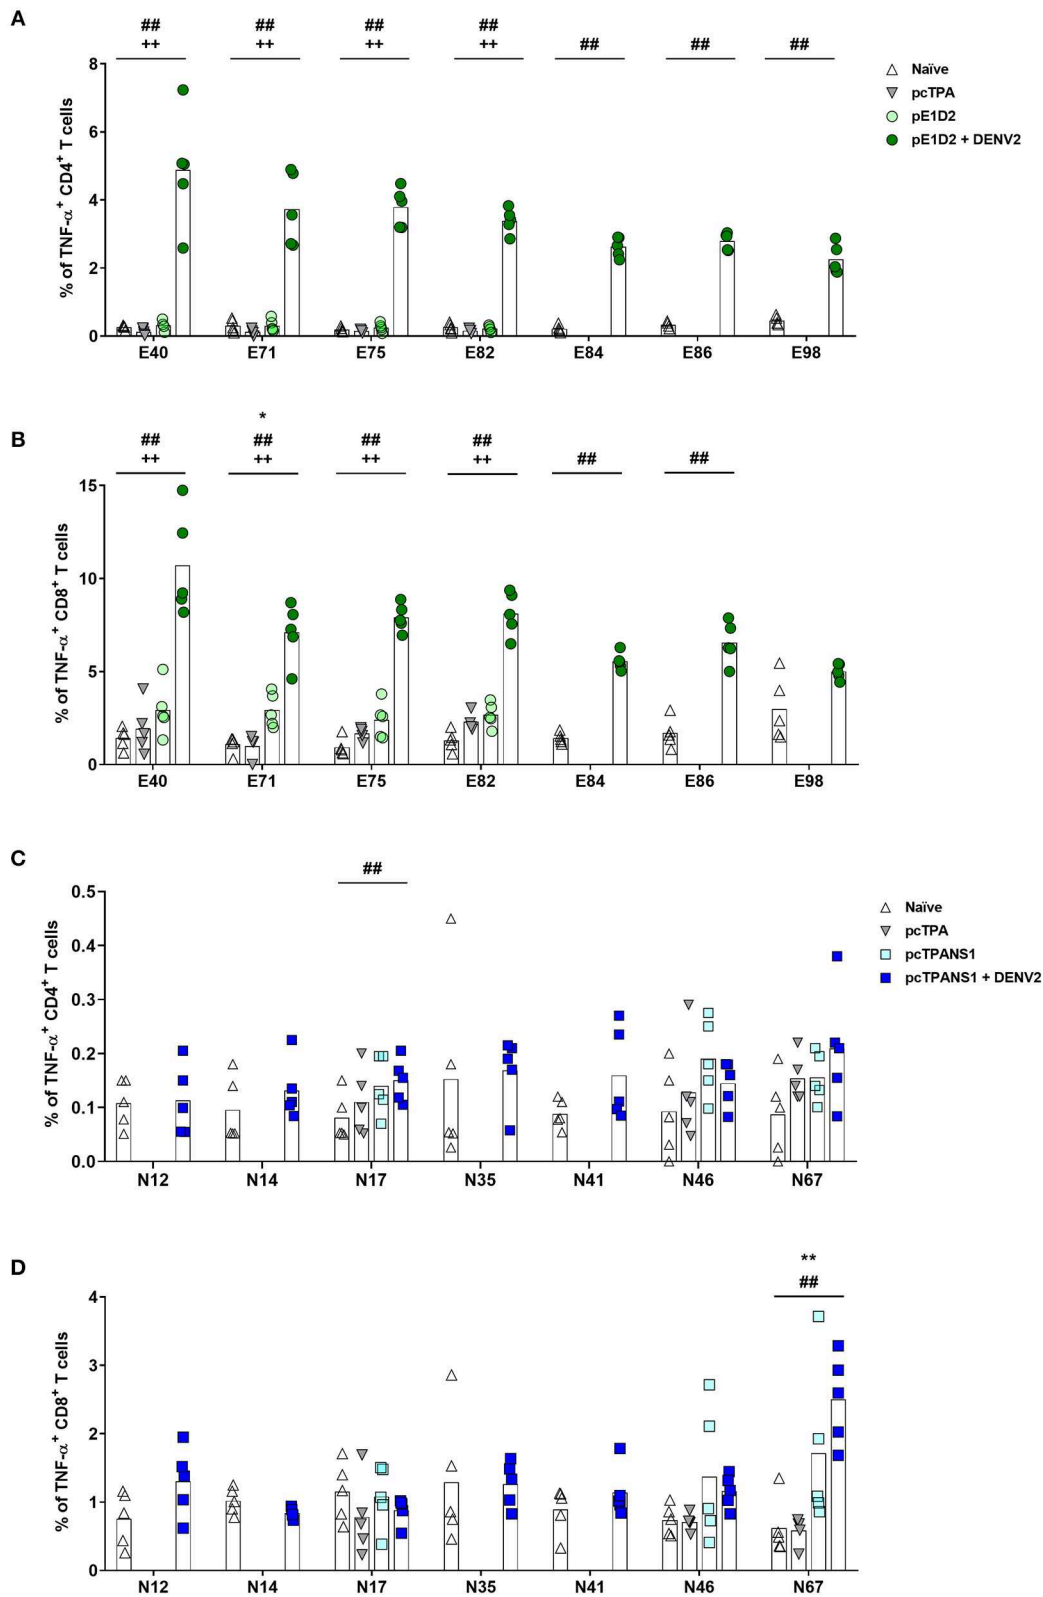 A
## ## ## ## ## ## ##
++ ++ ++ ++
% of TNF-α+ CD4+ T cells
8
6
4
2
0
E40 E71 E75 E82 E84 E86 E98
Naïve
pcTPA
pE1D2
pE1D2 + DENV2
B
*
## ## ## ## ## ##
++ ++ ++ ++
% of TNF-α+ CD8+ T cells
15
10
5
0
E40 E71 E75 E82 E84 E86 E98
C
##
% of TNF-α+ CD4+ T cells
0.5
0.4
0.3
0.2
0.1
0.0
N12 N14 N17 N35 N41 N46 N67
Naïve
pcTPA
pcTPANS1
pcTPANS1 + DENV2
D
**
##
% of TNF-α+ CD8+ T cells
4
3
2
1
0
N12 N14 N17 N35 N41 N46 N67